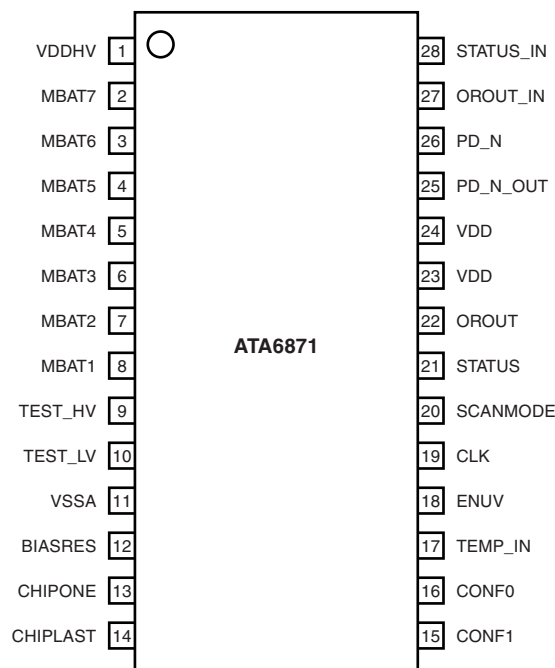 VDDHV 1 28 STATUS_IN
MBAT7 2 27 OROUT_IN
MBAT6 3 26 PD_N
MBAT5 4 25 PD_N_OUT
MBAT4 5 24 VDD
MBAT3 6 23 VDD
MBAT2 7 22 OROUT
ATA6871
MBAT1 8 21 STATUS
TEST_HV 9 20 SCANMODE
TEST_LV 10 19 CLK
VSSA 11 18 ENUV
BIASRES 12 17 TEMP_IN
CHIPONE 13 16 CONF0
CHIPLAST 14 15 CONF1